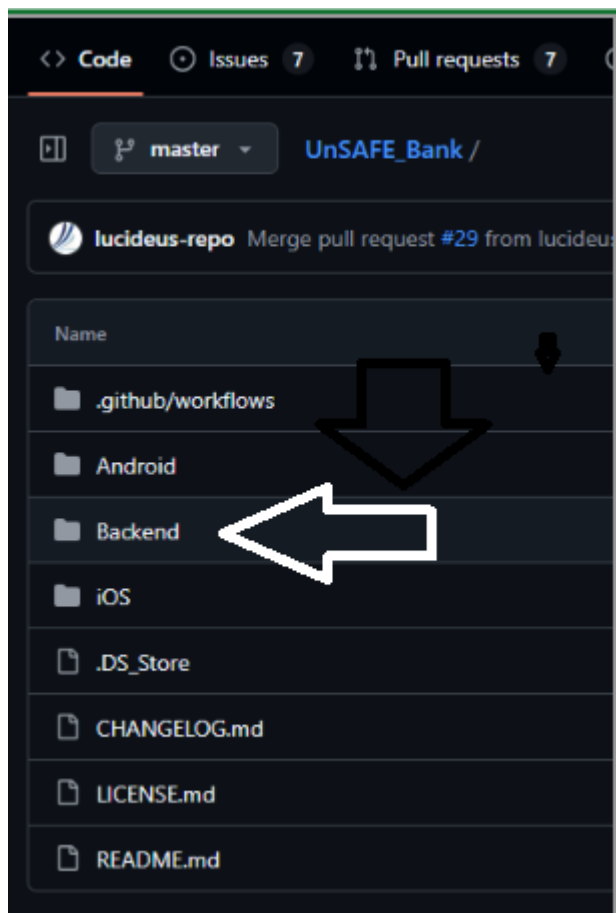 Code Issues 7 Pull requests 7
master UnSAFE_Bank /
lucideus-repo Merge pull request #29 from lucideu
Name
.github/workflows
Android
Backend
iOS
.DS_Store
CHANGELOG.md
LICENSE.md
README.md